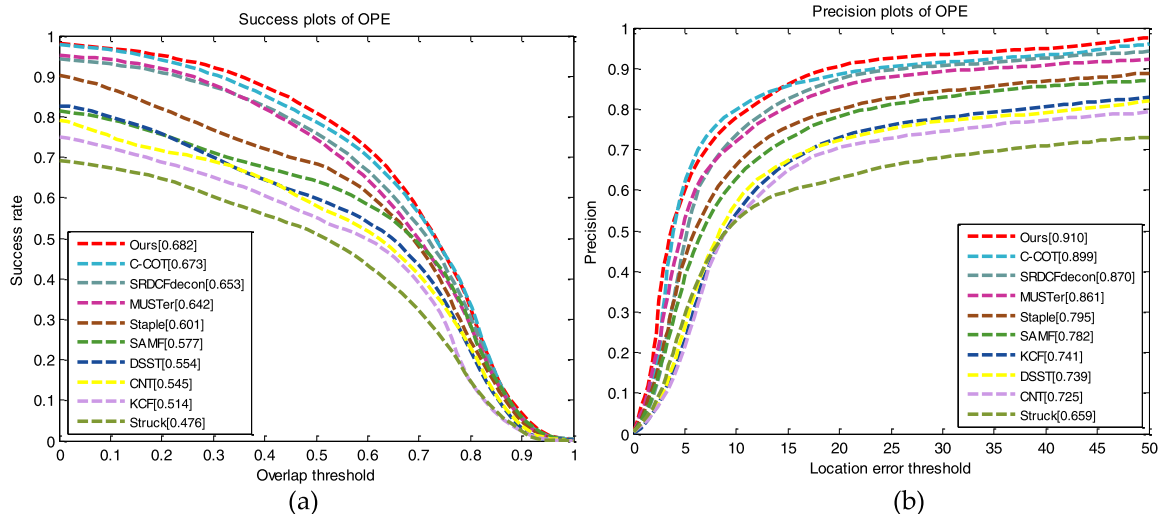 Success plots of OPE
1
0.9
0.8
0.7
0.6
0.5
0.4
0.3
0.2
0.1
0
Success rate
Ours[0.682]
C-COT[0.673]
SRDCFdecon[0.653]
MUSTer[0.642]
Staple[0.601]
SAMF[0.577]
DSST[0.554]
CNT[0.545]
KCF[0.514]
Struck[0.476]
0 0.1 0.2 0.3 0.4 0.5 0.6 0.7 0.8 0.9 1
Overlap threshold
(a)
Precision plots of OPE
1
0.9
0.8
0.7
0.6
0.5
0.4
0.3
0.2
0.1
0
Precision
Ours[0.910]
C-COT[0.899]
SRDCFdecon[0.870]
MUSTer[0.861]
Staple[0.795]
SAMF[0.782]
KCF[0.741]
DSST[0.739]
CNT[0.725]
Struck[0.659]
0 5 10 15 20 25 30 35 40 45 50
Location error threshold
(b)